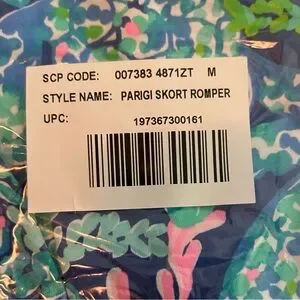 SCP CODE: 007383 4871ZT M
STYLE NAME: PARIGI SKORT ROMPER
UPC: 197367300161